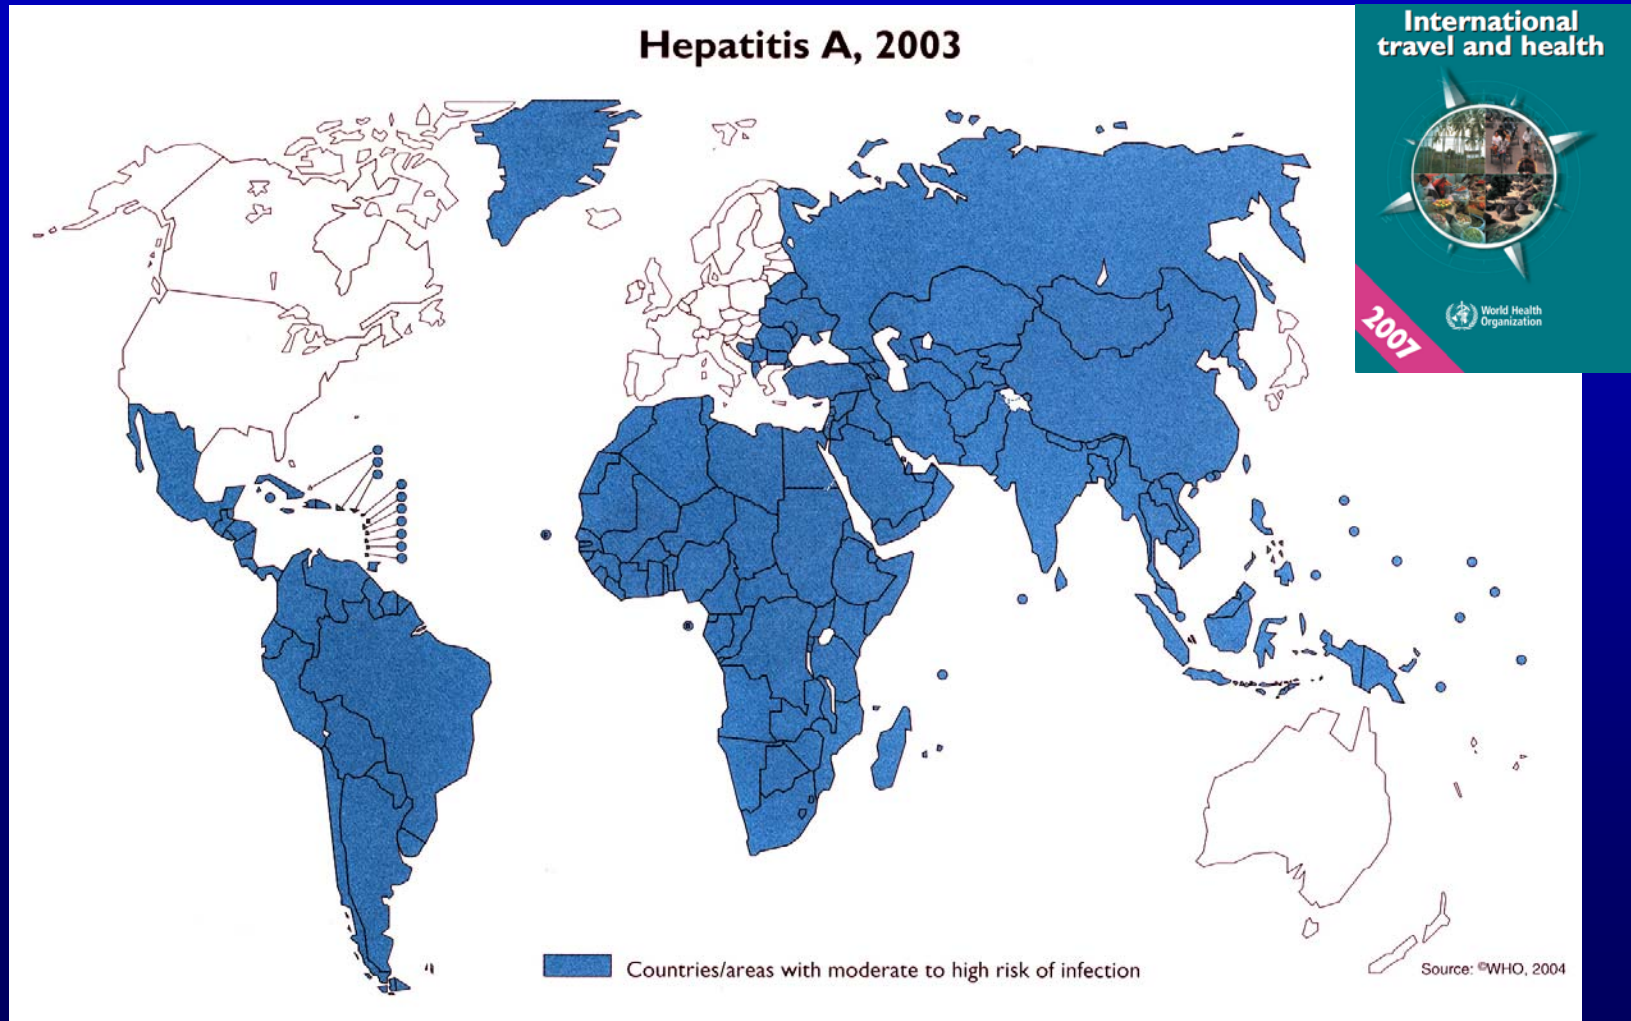 Hepatitis A, 2003
International
travel and health
2007
World Health
Organization
Countries/areas with moderate to high risk of infection
Source: ©WHO, 2004